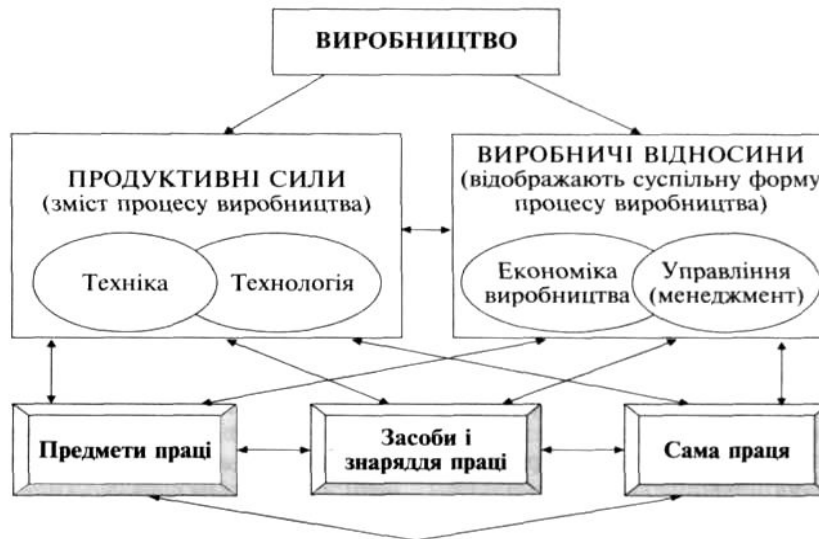 ВИРОБНИЦТВО
ПРОДУКТИВНІ СИЛИ
(зміст процесу виробництва)
Техніка
Технологія
ВИРОБНИЧІ ВІДНОСИНИ
(відображають суспільну форму
процесу виробництва)
Економіка
виробництва
Управління
(менеджмент)
Предмети праці
Засоби і
знаряддя праці
Сама праця